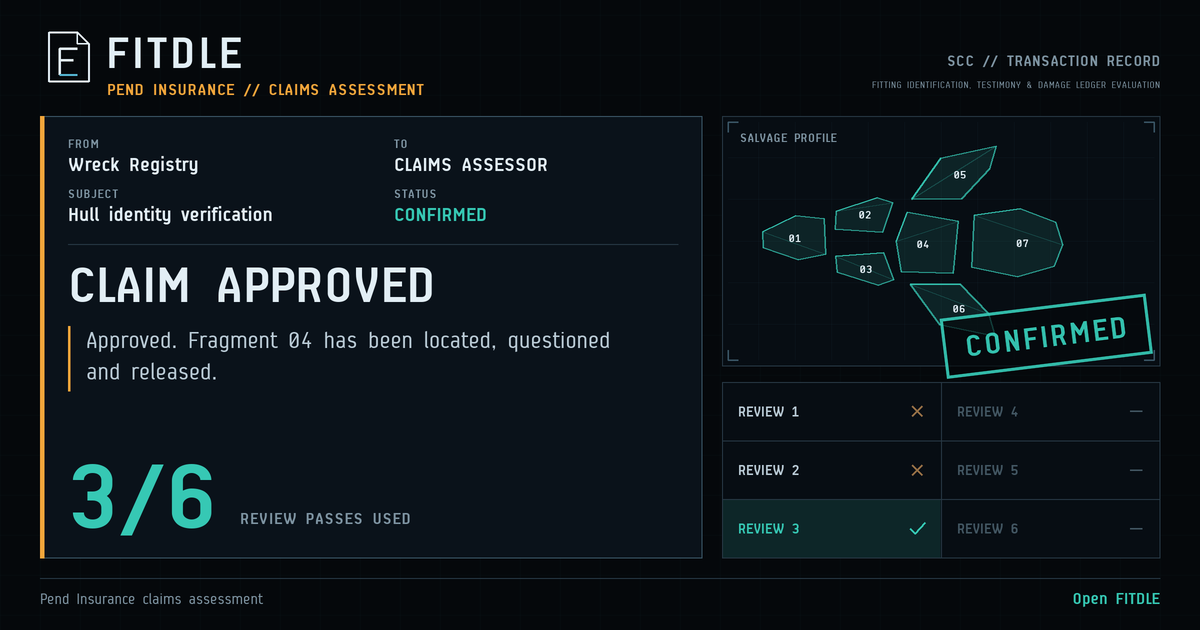 FITDLE
PEND INSURANCE // CLAIMS ASSESSMENT
SCC // TRANSACTION RECORD
FITTING IDENTIFICATION, TESTIMONY & DAMAGE LEDGER EVALUATION
FROM
Wreck Registry
TO
CLAIMS ASSESSOR
SUBJECT
Hull identity verification
STATUS
CONFIRMED
CLAIM APPROVED
Approved. Fragment 04 has been located, questioned
and released.
3/6
REVIEW PASSES USED
SALVAGE PROFILE
05
02
01
04
07
03
06
CONFIRMED
REVIEW 1 ×
REVIEW 4 —
REVIEW 2 ×
REVIEW 5 —
REVIEW 3 ✓
REVIEW 6 —
Pend Insurance claims assessment
Open FITDLE